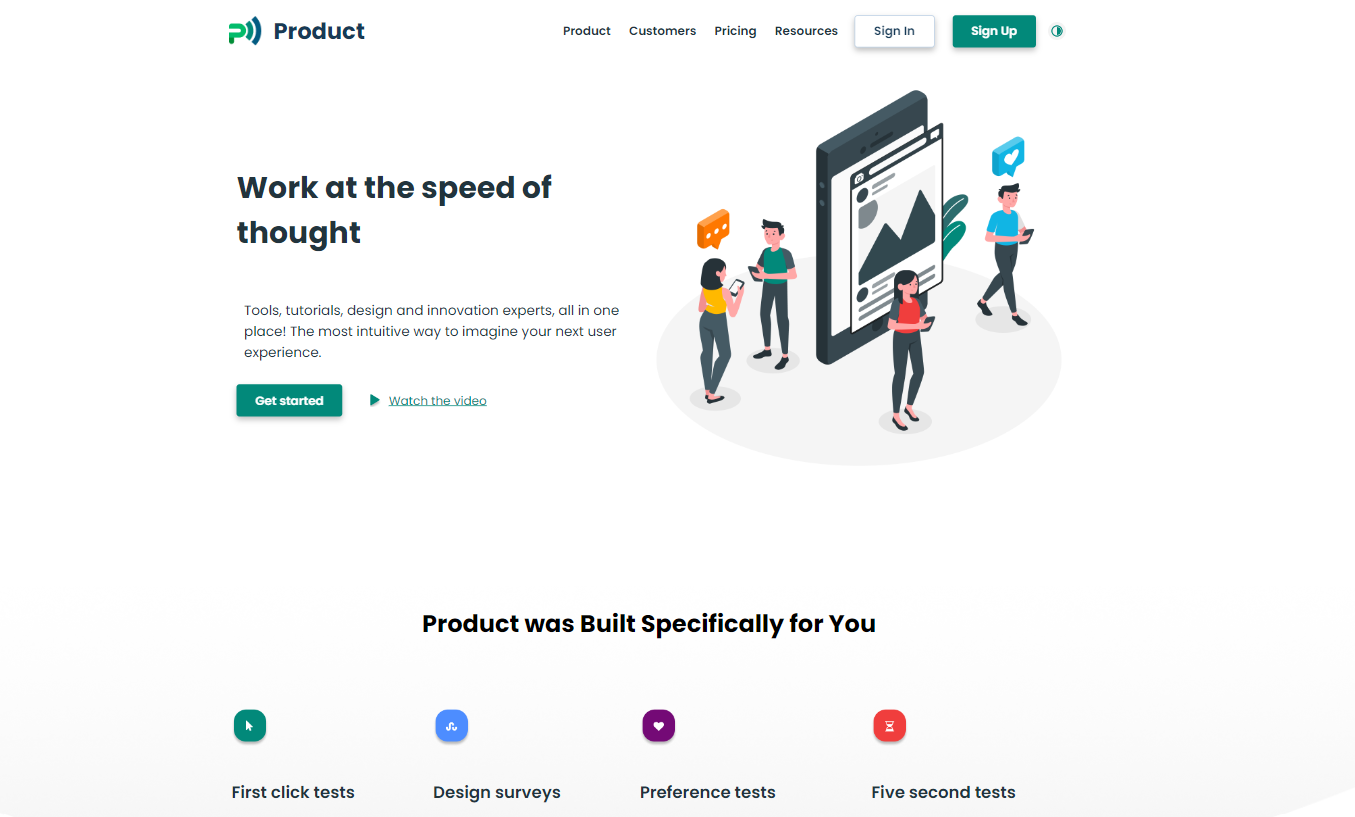 Product
Product Customers Pricing Resources Sign In Sign Up
Work at the speed of
thought
Tools, tutorials, design and innovation experts, all in one
place! The most intuitive way to imagine your next user
experience.
Get started
Watch the video
Product was Built Specifically for You
First click tests
Design surveys
Preference tests
Five second tests